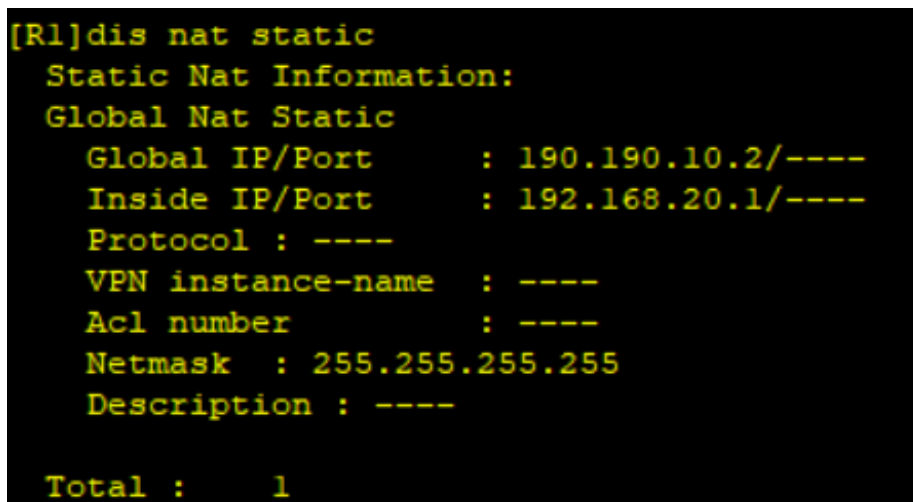 [R1]dis nat static
Static Nat Information:
Global Nat Static
Global IP/Port : 190.190.10.2/----
Inside IP/Port : 192.168.20.1/----
Protocol : ----
VPN instance-name : ----
Acl number : ----
Netmask : 255.255.255.255
Description : ----
Total : 1